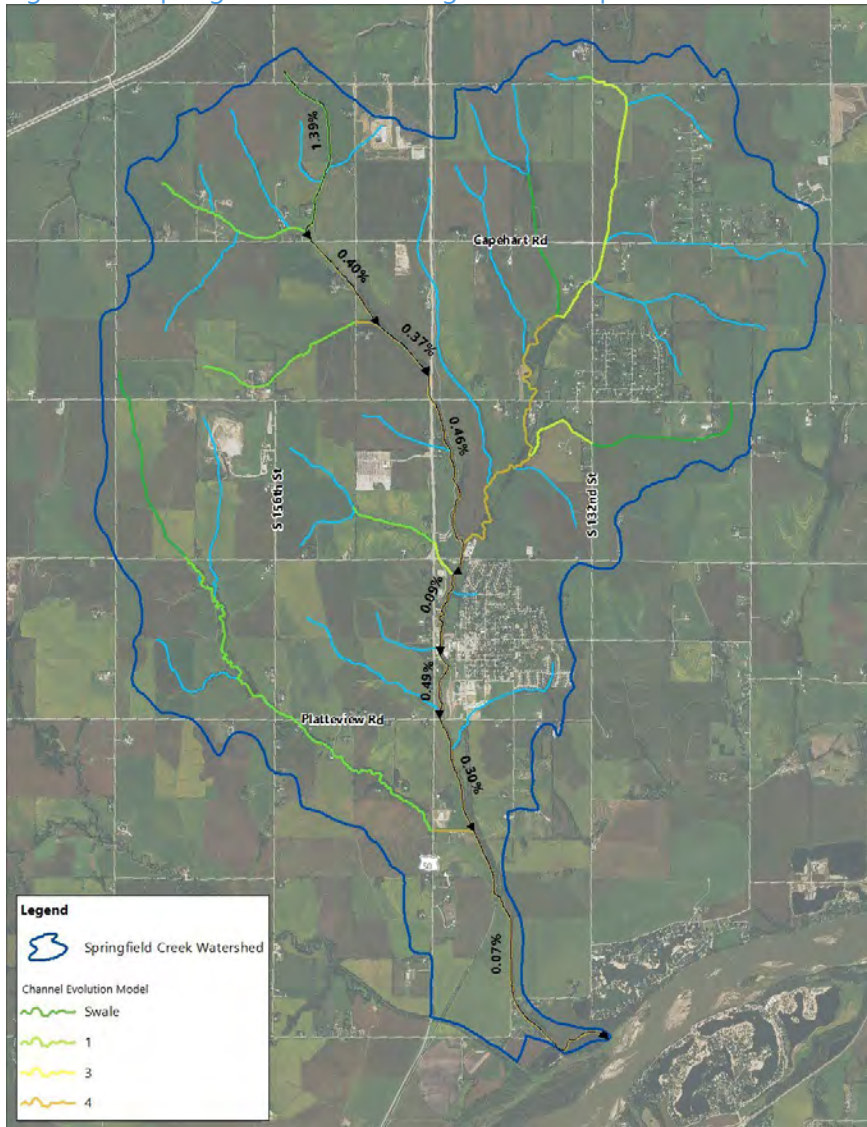 1.39%
Capehart Rd
0.40%
0.37%
0.46%
S 156th St
S 132nd St
0.09%
0.49%
Platteview Rd
0.30%
50
0.07%
Legend
Springfield Creek Watershed
Channel Evolution Model
Swale
1
3
4